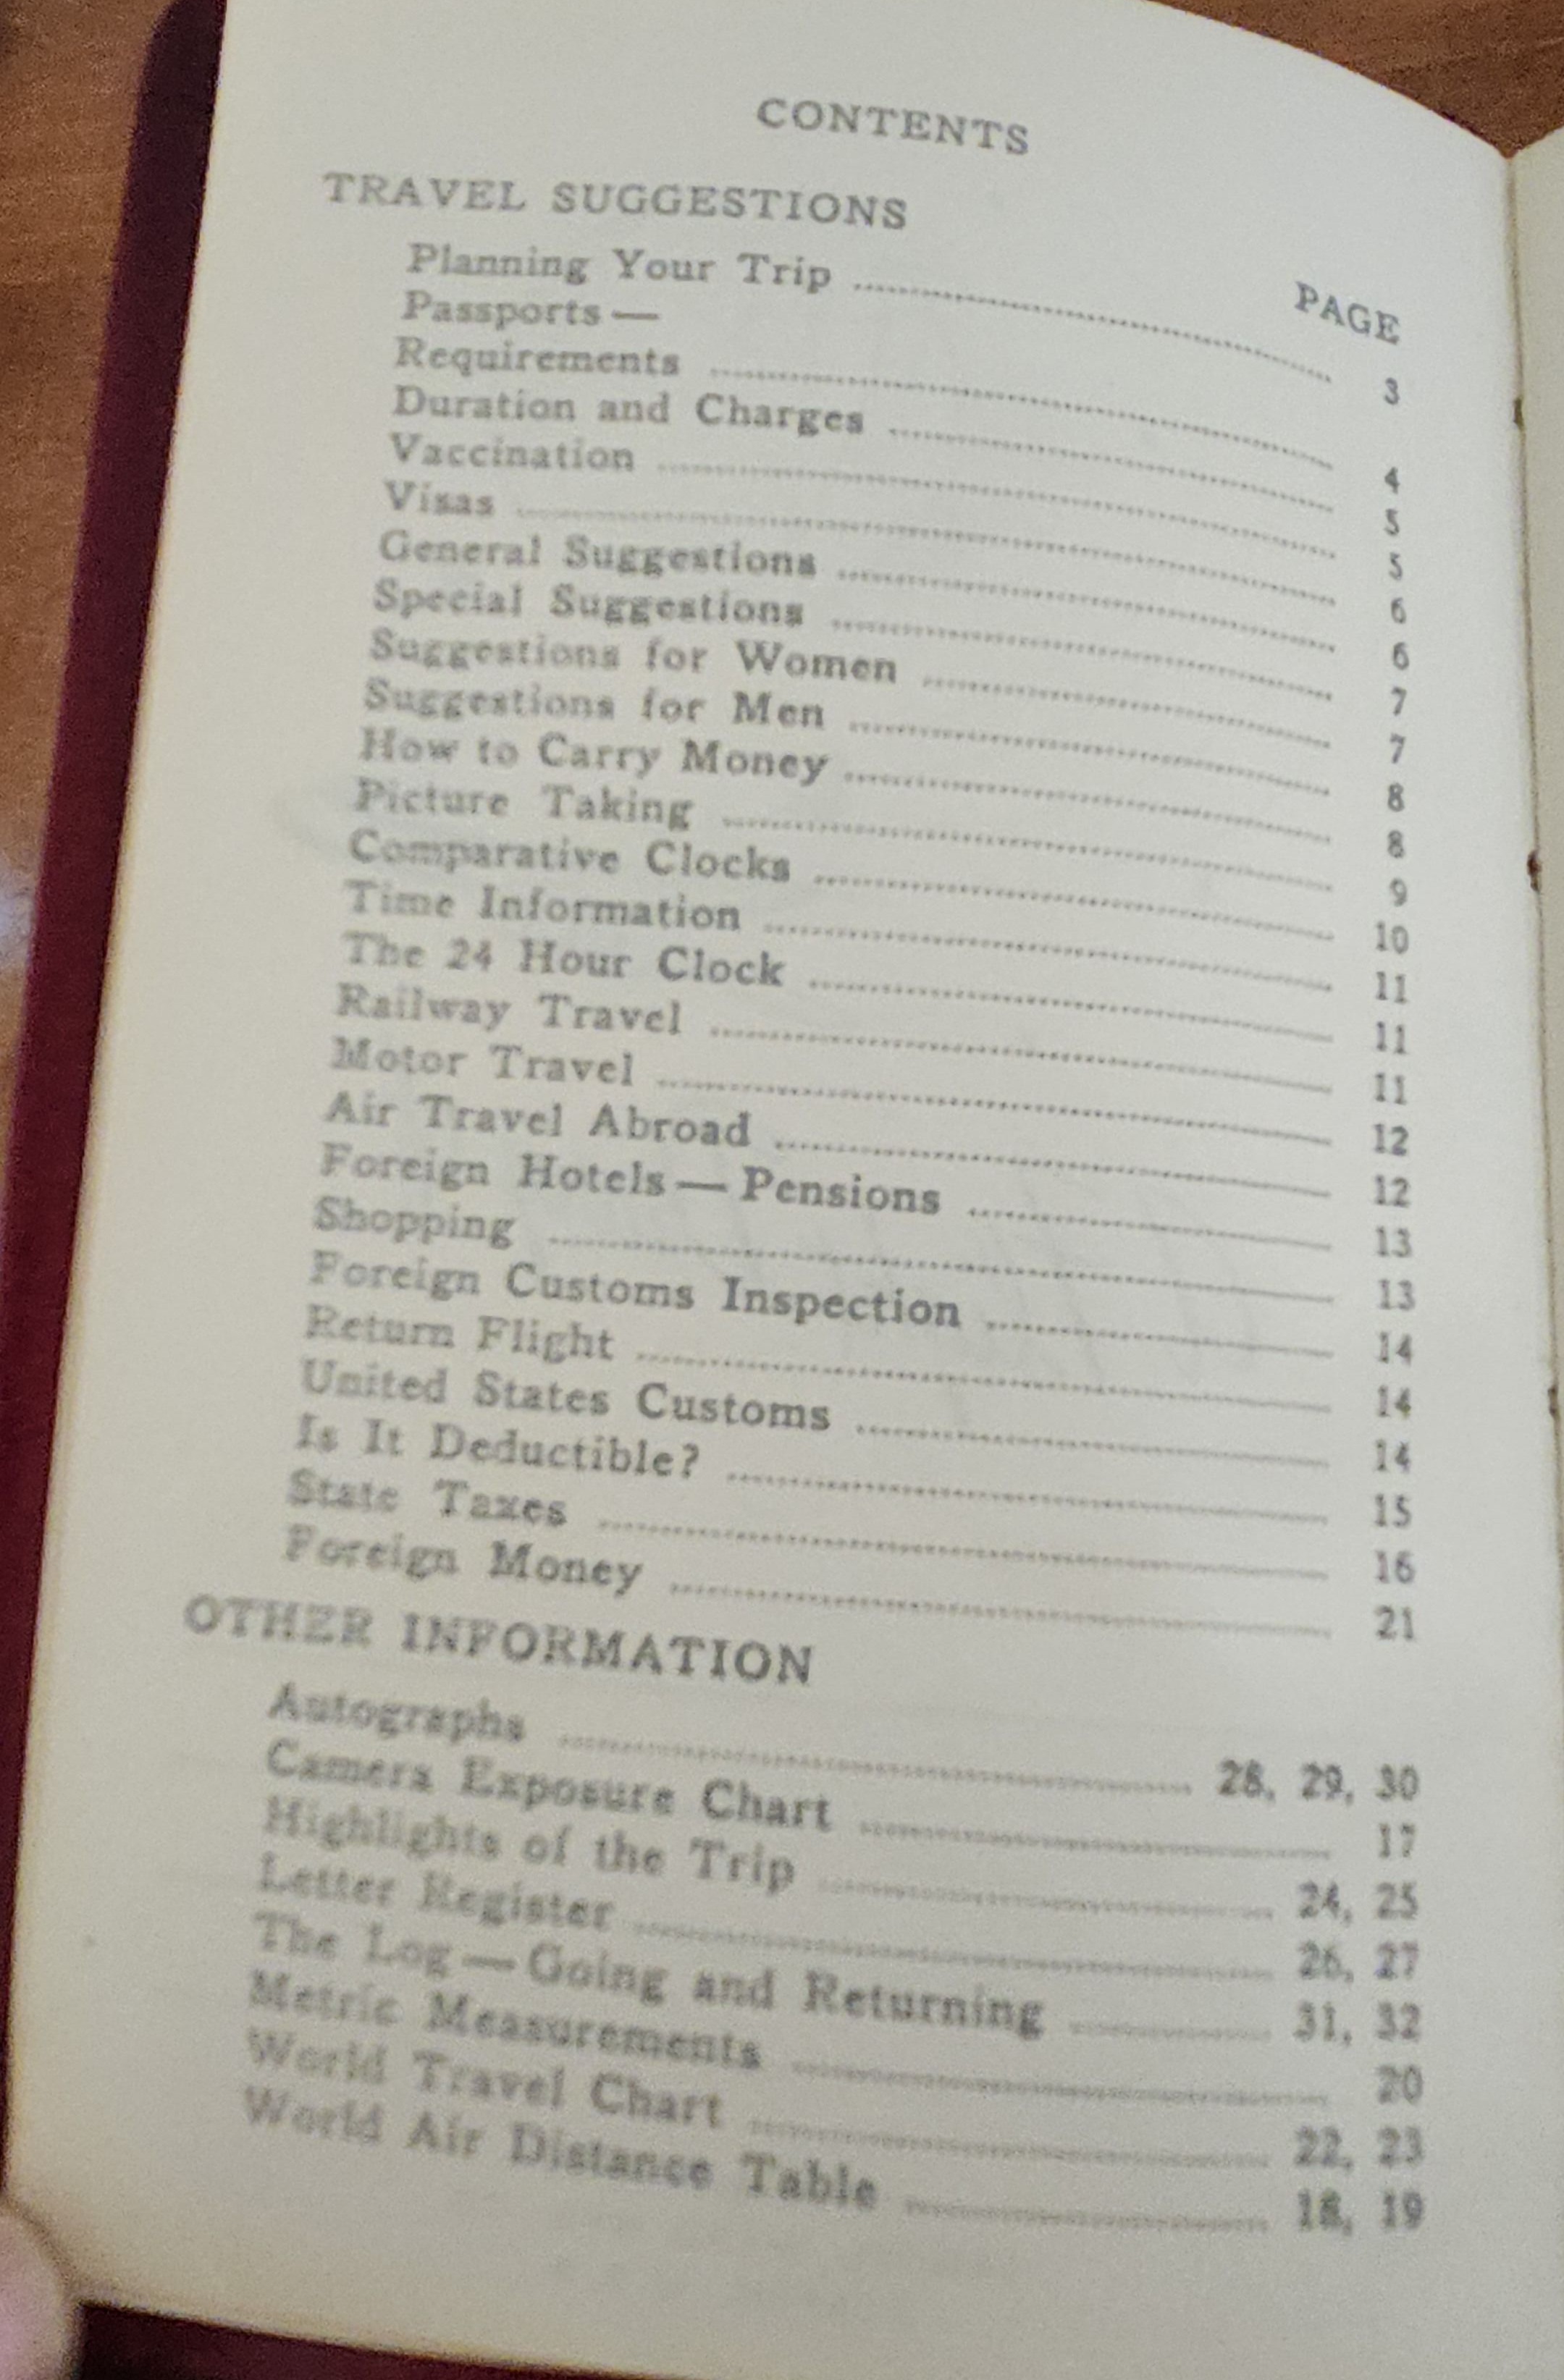 CONTENTS
TRAVEL SUGGESTIONS
PAGE
Planning Your Trip 3
Passports —
Requirements 4
Duration and Charges 5
Vaccination 5
Visas 6
General Suggestions 6
Special Suggestions 7
Suggestions for Women 7
Suggestions for Men 8
How to Carry Money 8
Picture Taking 9
Comparative Clocks 10
Time Information 11
The 24 Hour Clock 11
Railway Travel 11
Motor Travel 12
Air Travel Abroad 12
Foreign Hotels — Pensions 13
Shopping 13
Foreign Customs Inspection 14
Return Flight 14
United States Customs 14
Is It Deductible? 15
State Taxes 16
Foreign Money 21
OTHER INFORMATION
Autographs 28, 29, 30
Camera Exposure Chart 17
Highlights of the Trip 24, 25
Letter Register 26, 27
The Log — Going and Returning 31, 32
Metric Measurements 20
World Travel Chart 22, 23
World Air Distance Table 18, 19